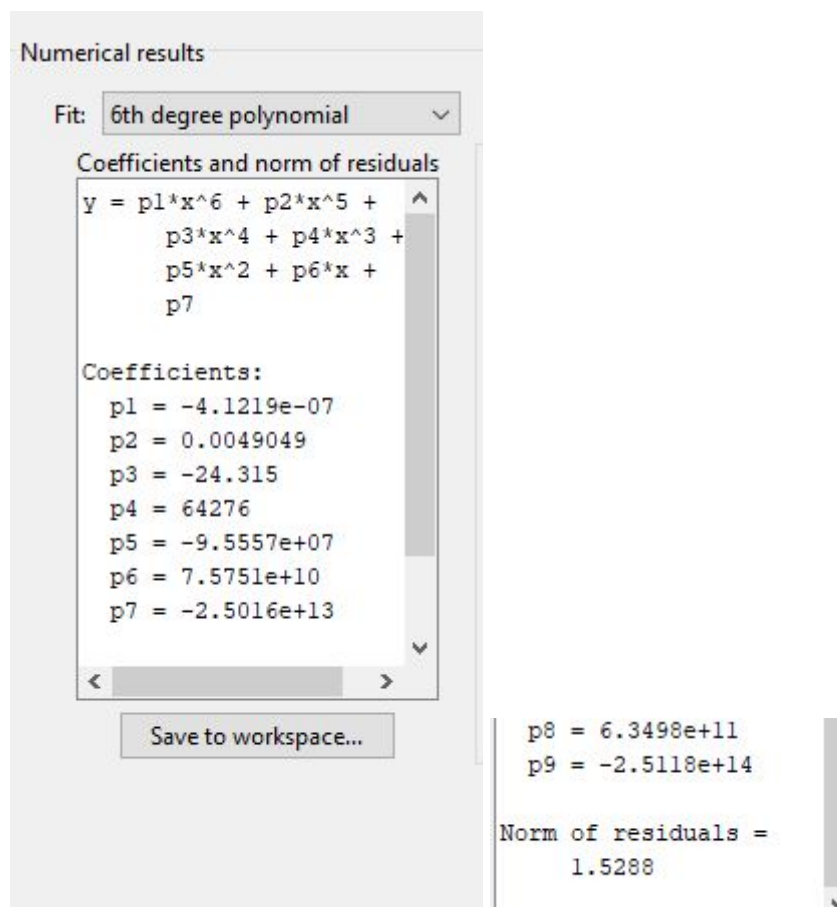 Numerical results
Fit: 6th degree polynomial
Coefficients and norm of residuals
y = p1*x^6 + p2*x^5 +
p3*x^4 + p4*x^3 +
p5*x^2 + p6*x +
p7
Coefficients:
p1 = -4.1219e-07
p2 = 0.0049049
p3 = -24.315
p4 = 64276
p5 = -9.5557e+07
p6 = 7.5751e+10
p7 = -2.5016e+13
Save to workspace...
p8 = 6.3498e+11
p9 = -2.5118e+14
Norm of residuals =
1.5288